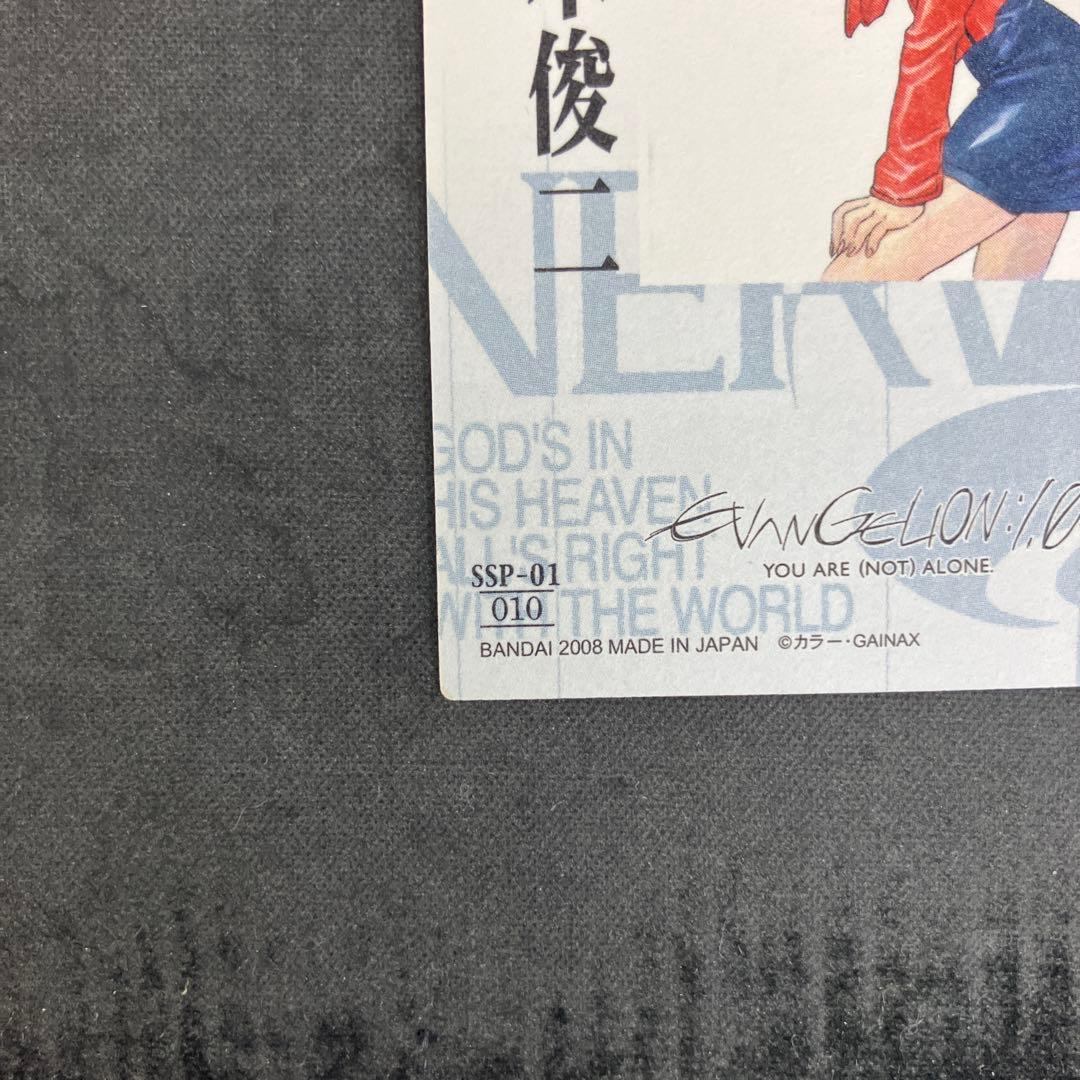 俊二
NERV
GOD'S IN
HIS HEAVEN
ALL'S RIGHT
WITH THE WORLD
EVANGELION:1.0
YOU ARE (NOT) ALONE.
SSP-01
010
BANDAI 2008 MADE IN JAPAN ©カラー・GAINAX